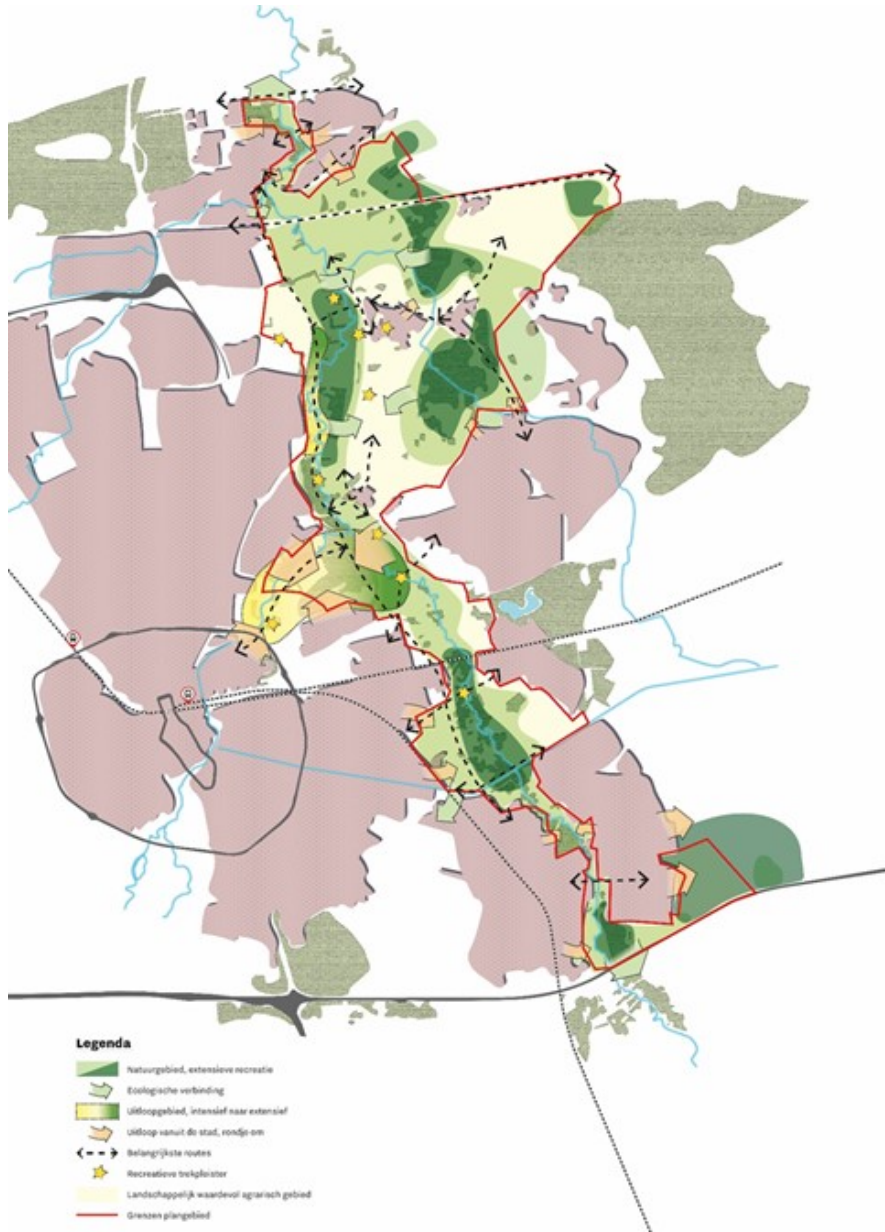 Legenda
Natuurgebied, extensieve recreatie
Ecologische verbinding
Uitloopgebied, intensief naar extensief
Uitloop vanuit de stad, rondje om
Belangrijkste routes
Recreatieve trekpleister
Landschappelijk waardevol agrarisch gebied
Grenzen plangebied